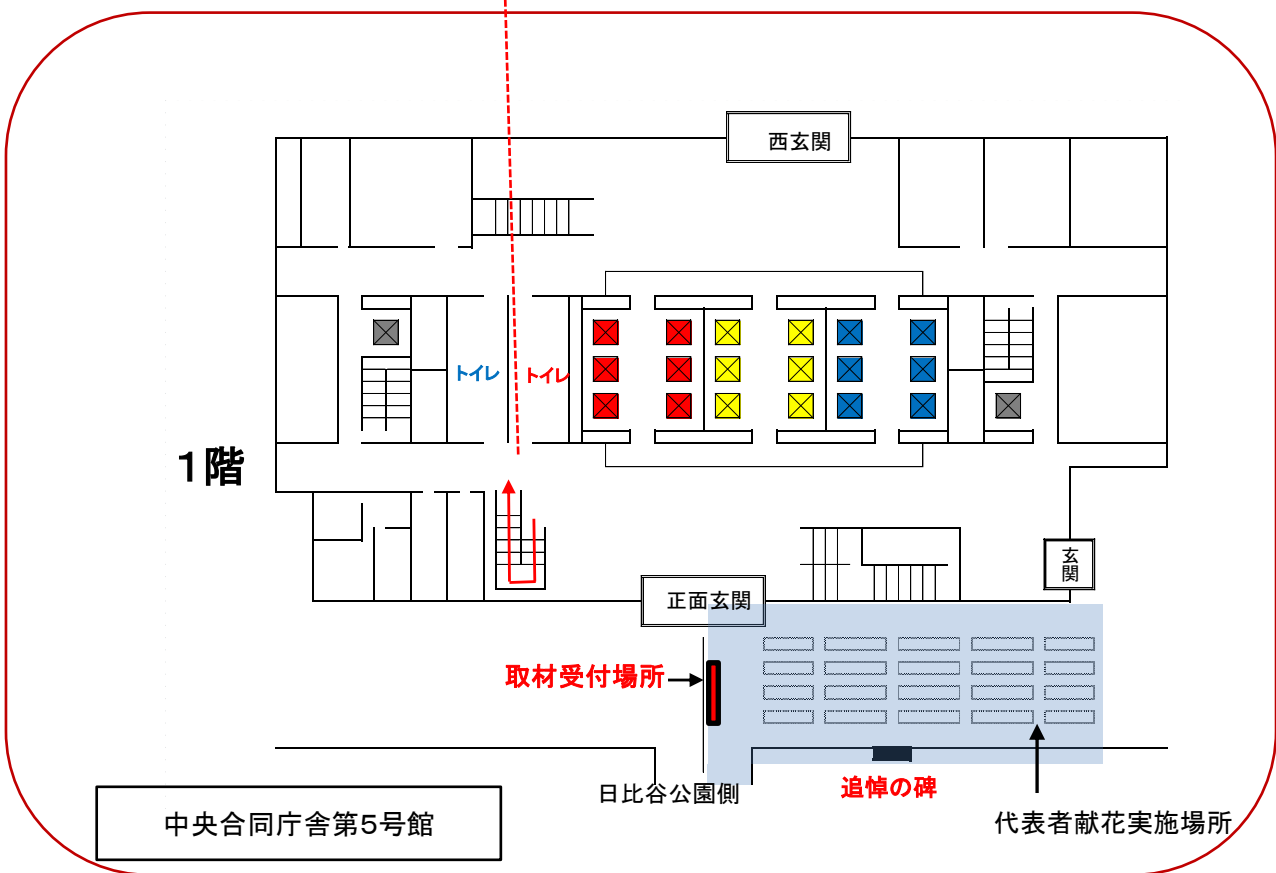 西玄関
トイレ
トイレ
1階
玄
関
正面玄関
取材受付場所
日比谷公園側
追悼の碑
代表者献花実施場所
中央合同庁舎第5号館